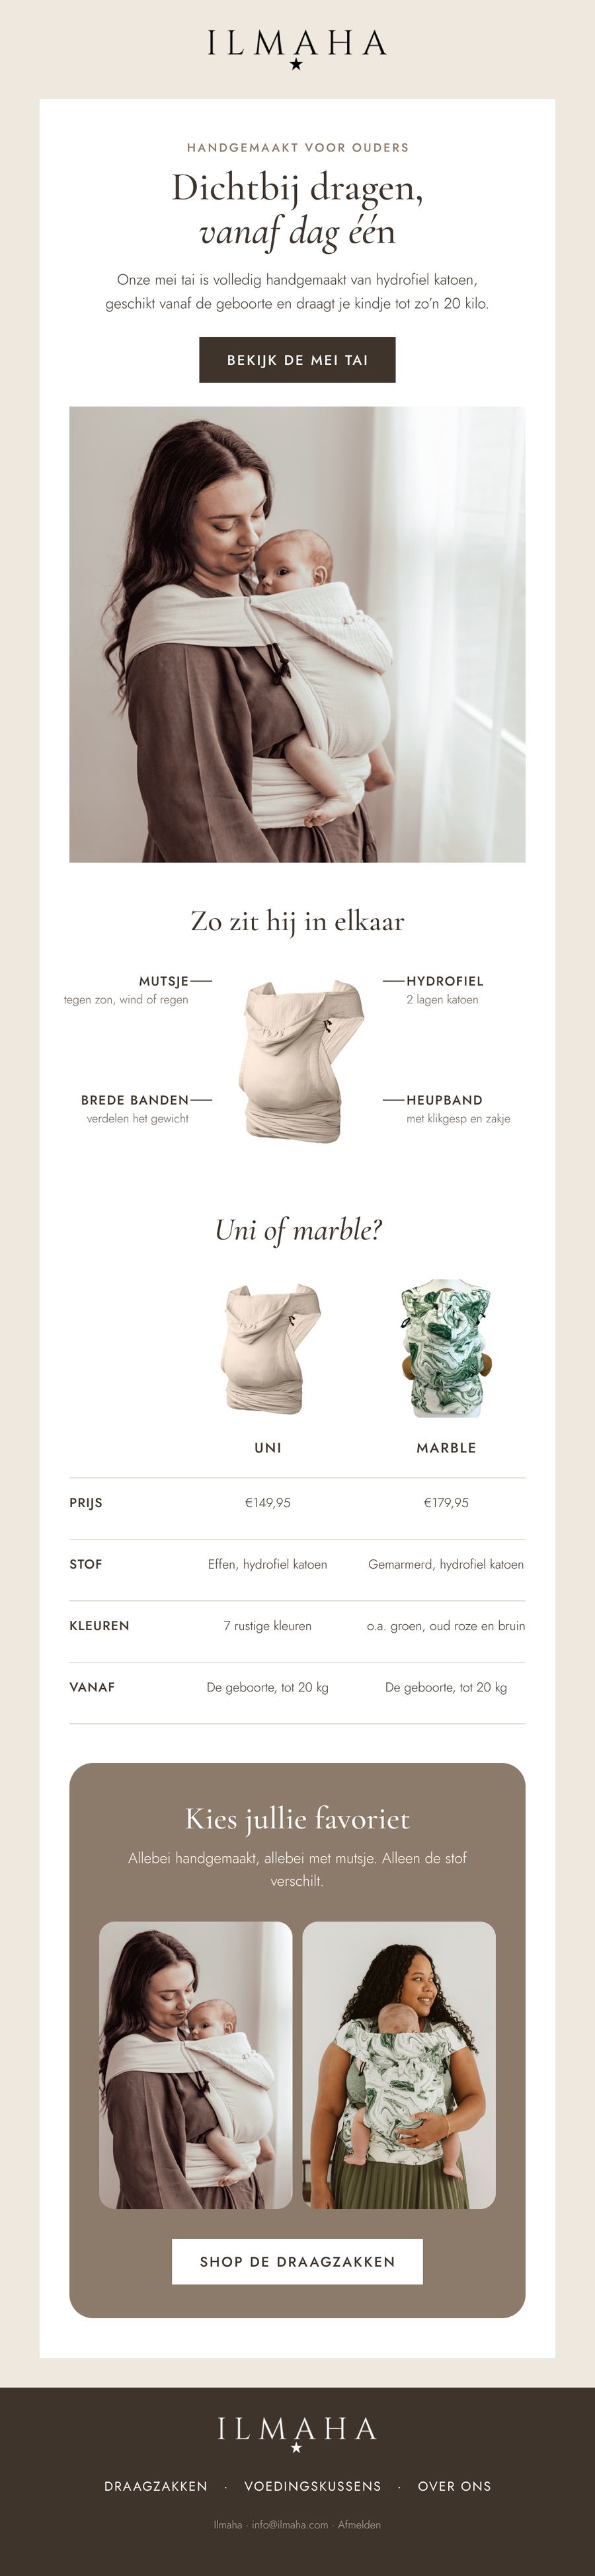 ILMAHA
HANDGEMAAKT VOOR OUDERS
Dichtbij dragen,
vanaf dag één
Onze mei tai is volledig handgemaakt van hydrofiel katoen,
geschikt vanaf de geboorte en draagt je kindje tot zo’n 20 kilo.
BEKIJK DE MEI TAI
Zo zit hij in elkaar
MUTSJE
tegen zon, wind of regen
HYDROFIEL
2 lagen katoen
BREDE BANDEN
verdelen het gewicht
HEUPBAND
met klikgesp en zakje
Uni of marble?
UNI MARBLE
PRIJS €149,95 €179,95
STOF Effen, hydrofiel katoen Gemarmerd, hydrofiel katoen
KLEUREN 7 rustige kleuren o.a. groen, oud roze en bruin
VANAF De geboorte, tot 20 kg De geboorte, tot 20 kg
Kies jullie favoriet
Allebei handgemaakt, allebei met mutsje. Alleen de stof
verschilt.
SHOP DE DRAAGZAKKEN
ILMAHA
DRAAGZAKKEN · VOEDINGSKUSSENS · OVER ONS
Ilmaha · info@ilmaha.com · Afmelden